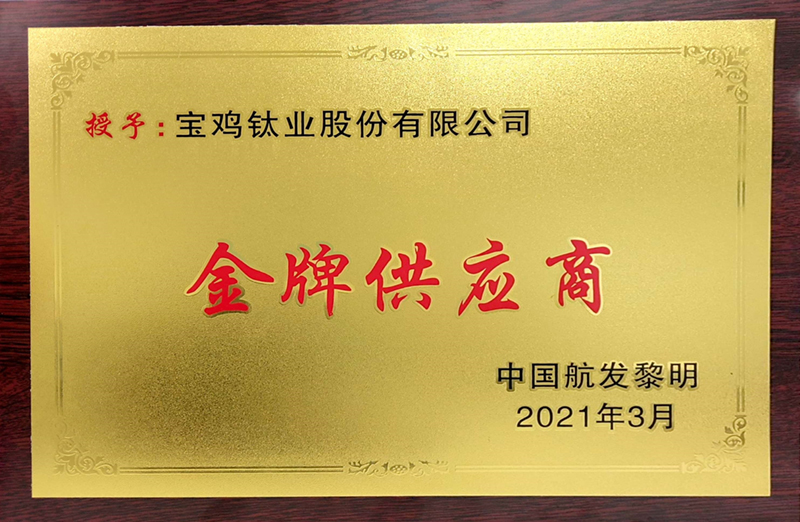 授予：宝鸡钛业股份有限公司
金牌供应商
中国航发黎明
2021年3月